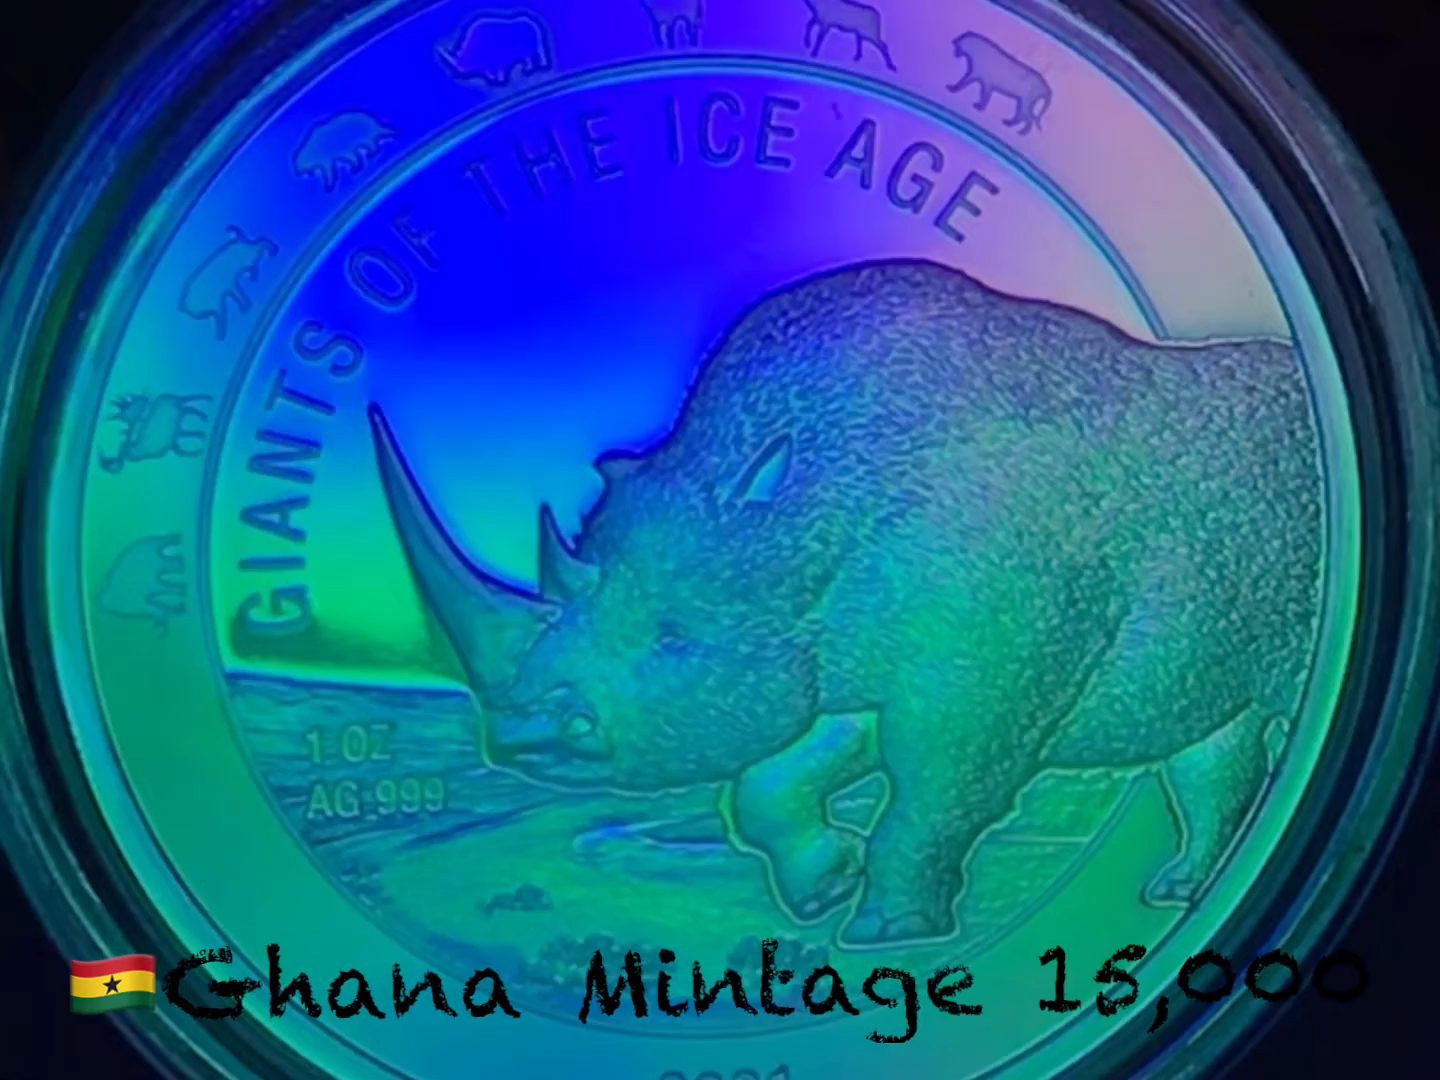 GIANTS OF THE ICE AGE
1 OZ
AG 999
🇬🇭Ghana Mintage 15,000